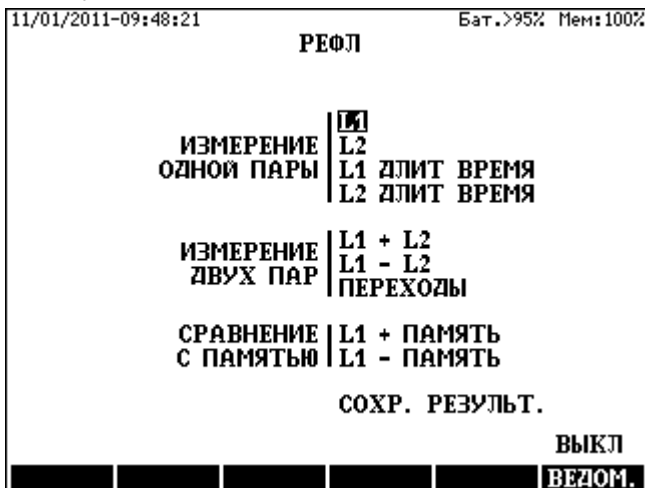 11/01/2011-09:48:21 Бат.>95% Мем:100%
РЕФЛ
ИЗМЕРЕНИЕ ОДНОЙ ПАРЫ
L1
L2
L1 ДЛИТ ВРЕМЯ
L2 ДЛИТ ВРЕМЯ
ИЗМЕРЕНИЕ ДВУХ ПАР
L1 + L2
L1 - L2
ПЕРЕХОДЫ
СРАВНЕНИЕ С ПАМЯТЬЮ
L1 + ПАМЯТЬ
L1 - ПАМЯТЬ
СОХР. РЕЗУЛЬТ.
ВЫКЛ
ВЕДОМ.